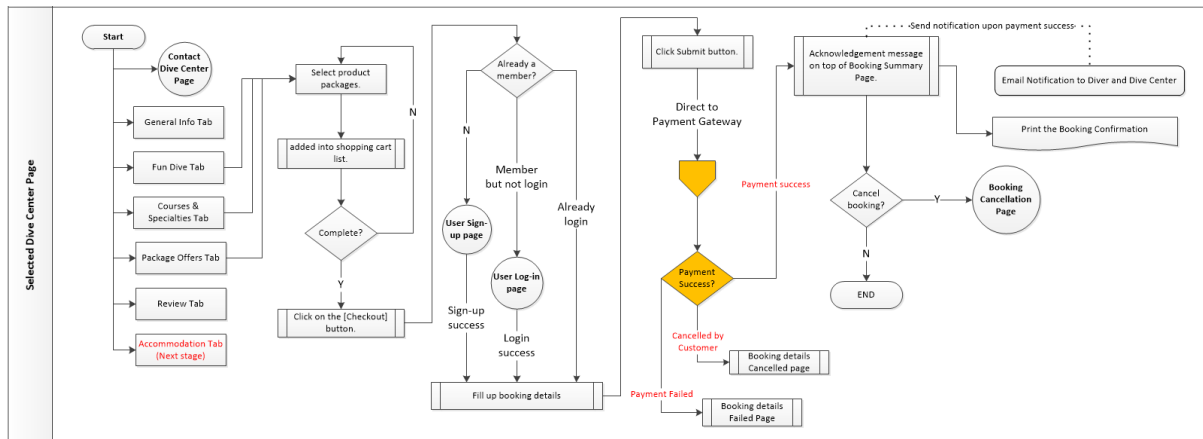 Selected Dive Center Page
Start
Contact
Dive Center
Page
General Info Tab
Fun Dive Tab
Courses &
Specialties Tab
Package Offers Tab
Review Tab
Accommodation Tab
(Next stage)
Select product
packages.
N
added into shopping cart
list.
Complete?
Y
Click on the [Checkout]
button.
Already a
member?
N
Member
but not login
Already
login
User Sign-
up page
User Log-in
page
Sign-up
success
Login
success
Fill up booking details
Click Submit button.
Direct to
Payment Gateway
Payment
Success?
Payment success
Cancelled by
Customer
Booking details
Cancelled page
Payment Failed
Booking details
Failed Page
Send notification upon payment success
Acknowledgement message
on top of Booking Summary
Page.
Email Notification to Diver and Dive Center
Print the Booking Confirmation
Cancel
booking?
Y
Booking
Cancellation
Page
N
END